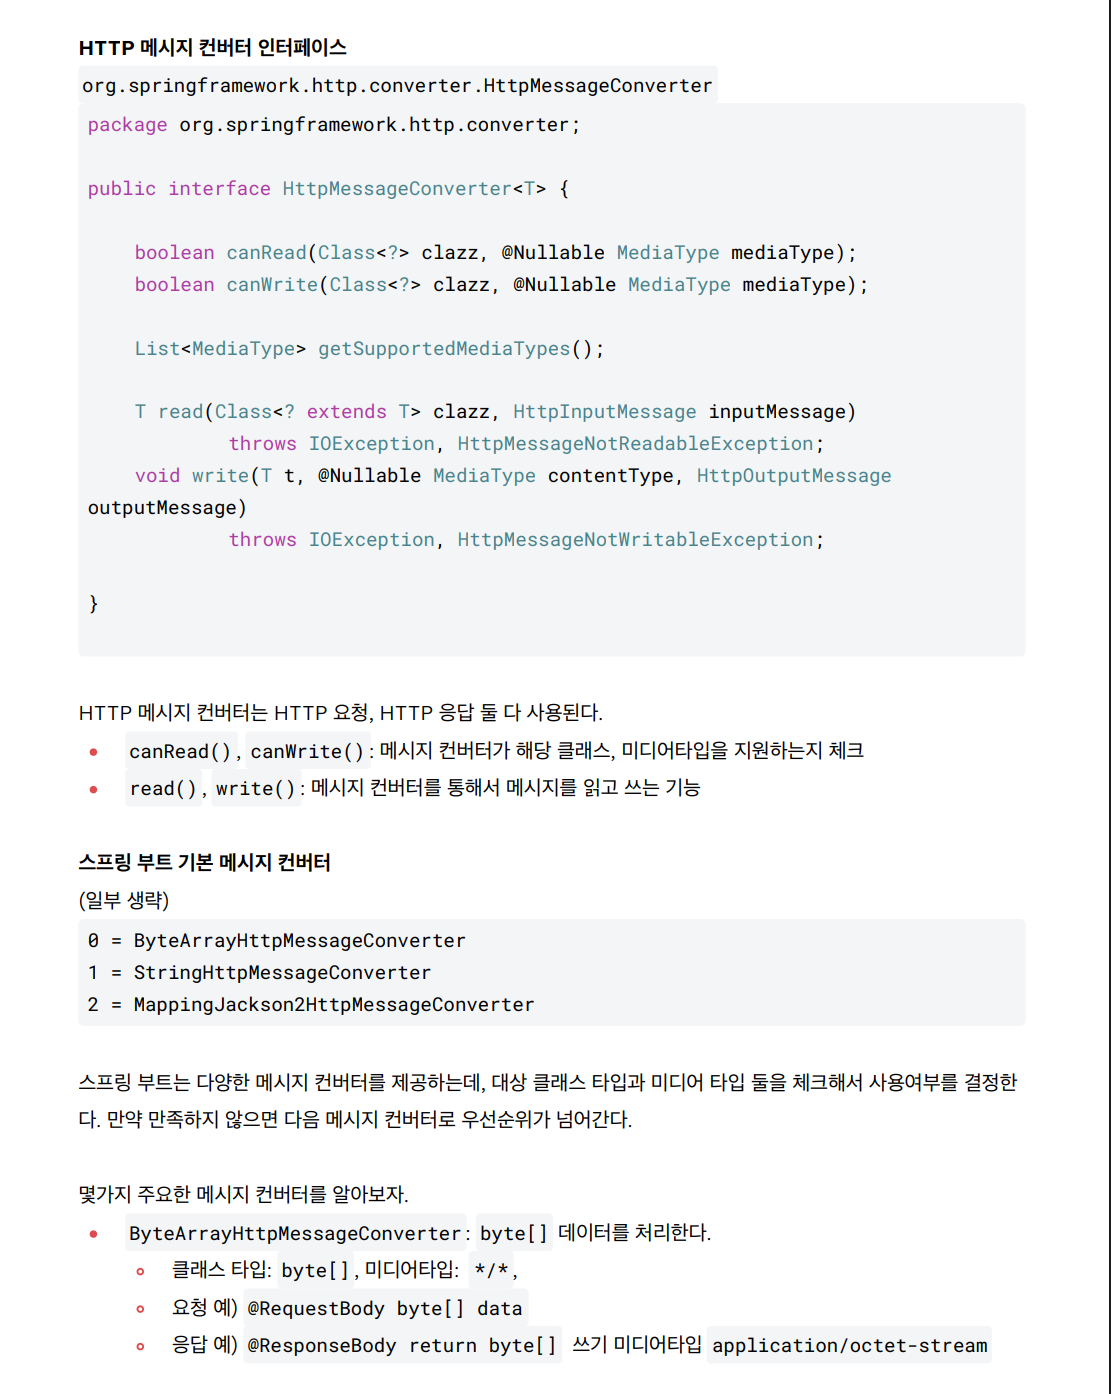 HTTP 메시지 컨버터 인터페이스
org.springframework.http.converter.HttpMessageConverter
package org.springframework.http.converter;
public interface HttpMessageConverter<T> {
boolean canRead(Class<?> clazz, @Nullable MediaType mediaType);
boolean canWrite(Class<?> clazz, @Nullable MediaType mediaType);
List<MediaType> getSupportedMediaTypes();
T read(Class<? extends T> clazz, HttpInputMessage inputMessage)
throws IOException, HttpMessageNotReadableException;
void write(T t, @Nullable MediaType contentType, HttpOutputMessage
outputMessage)
throws IOException, HttpMessageNotWritableException;
}
HTTP 메시지 컨버터는 HTTP 요청, HTTP 응답 둘 다 사용된다.
• canRead(), canWrite(): 메시지 컨버터가 해당 클래스, 미디어타입을 지원하는지 체크
• read(), write(): 메시지 컨버터를 통해서 메시지를 읽고 쓰는 기능
스프링 부트 기본 메시지 컨버터
(일부 생략)
0 = ByteArrayHttpMessageConverter
1 = StringHttpMessageConverter
2 = MappingJackson2HttpMessageConverter
스프링 부트는 다양한 메시지 컨버터를 제공하는데, 대상 클래스 타입과 미디어 타입 둘을 체크해서 사용여부를 결정한
다. 만약 만족하지 않으면 다음 메시지 컨버터로 우선순위가 넘어간다.
몇가지 주요한 메시지 컨버터를 알아보자.
• ByteArrayHttpMessageConverter: byte[] 데이터를 처리한다.
◦ 클래스 타입: byte[], 미디어타입: */*,
◦ 요청 예) @RequestBody byte[] data
◦ 응답 예) @ResponseBody return byte[] 쓰기 미디어타입 application/octet-stream